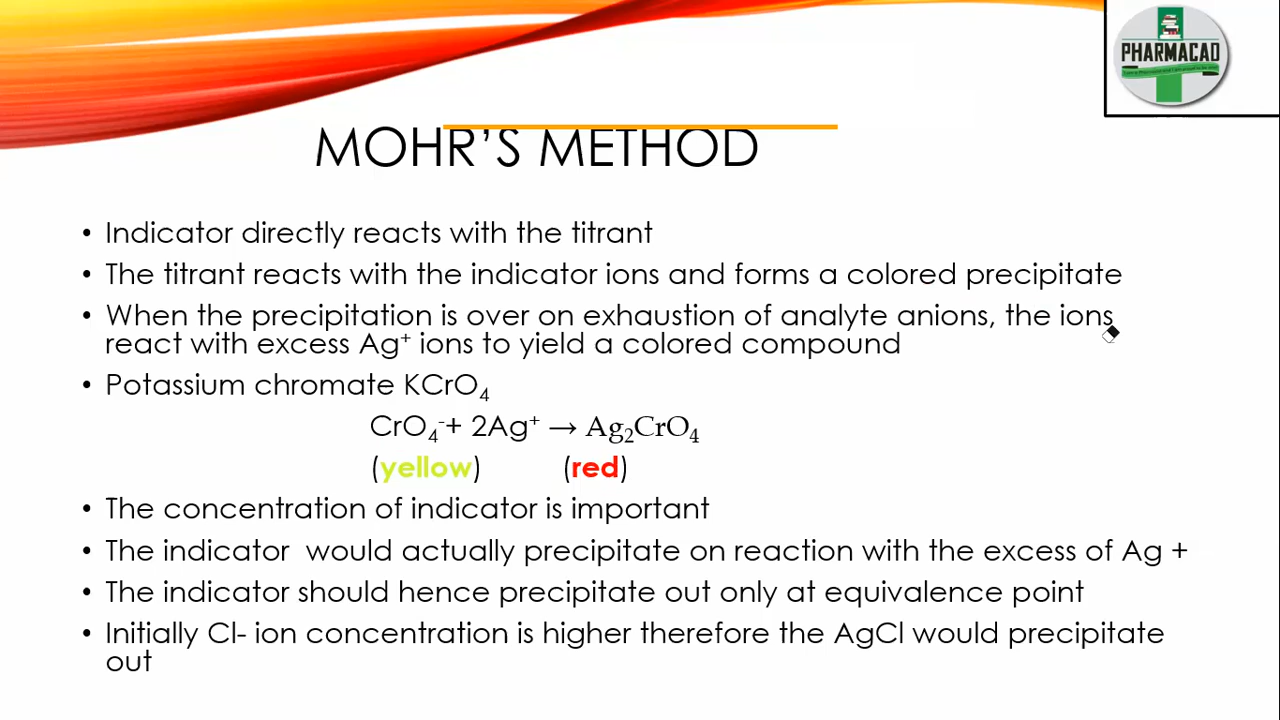 PHARMACAD
MOHR’S METHOD
• Indicator directly reacts with the titrant
• The titrant reacts with the indicator ions and forms a colored precipitate
• When the precipitation is over on exhaustion of analyte anions, the ions
react with excess Ag⁺ ions to yield a colored compound
• Potassium chromate KCrO₄
CrO₄⁻+ 2Ag⁺ → Ag₂CrO₄
(yellow) (red)
• The concentration of indicator is important
• The indicator would actually precipitate on reaction with the excess of Ag +
• The indicator should hence precipitate out only at equivalence point
• Initially Cl- ion concentration is higher therefore the AgCl would precipitate
out